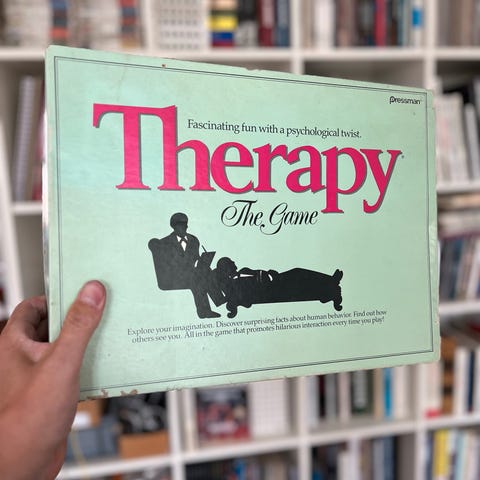 Pressman
Fascinating fun with a psychological twist.
Therapy
The Game
Explore your imagination. Discover surprising facts about human behavior. Find out how
others see you. All in the game that promotes hilarious interaction every time you play!